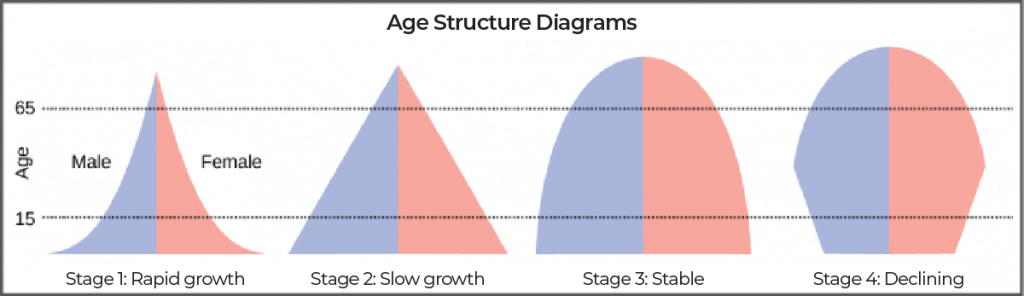 Age Structure Diagrams
65
Age
Male
Female
15
Stage 1: Rapid growth
Stage 2: Slow growth
Stage 3: Stable
Stage 4: Declining